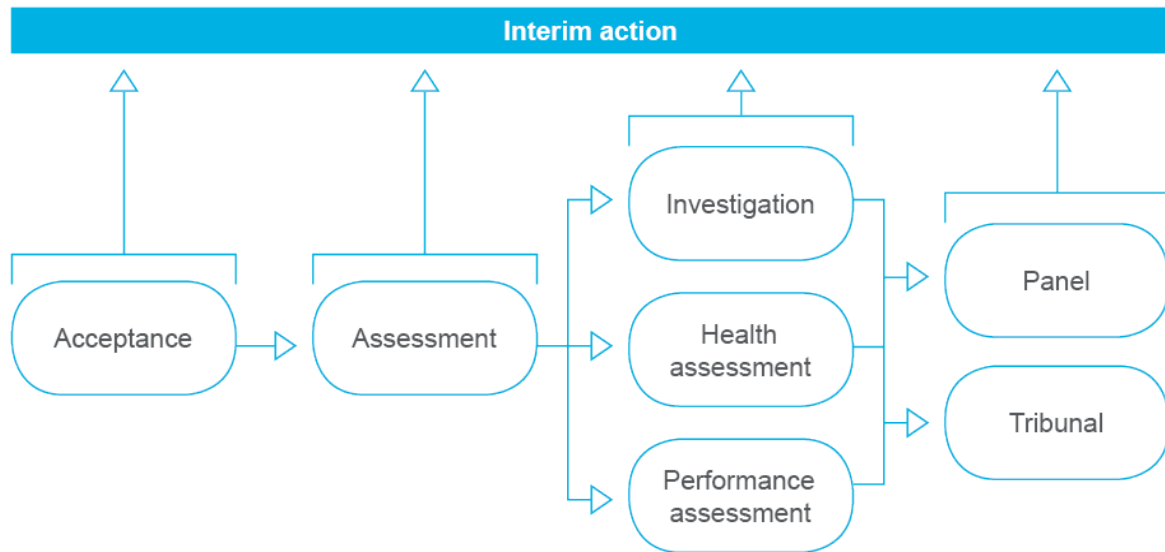 Interim action
Acceptance
Assessment
Investigation
Health
assessment
Performance
assessment
Panel
Tribunal